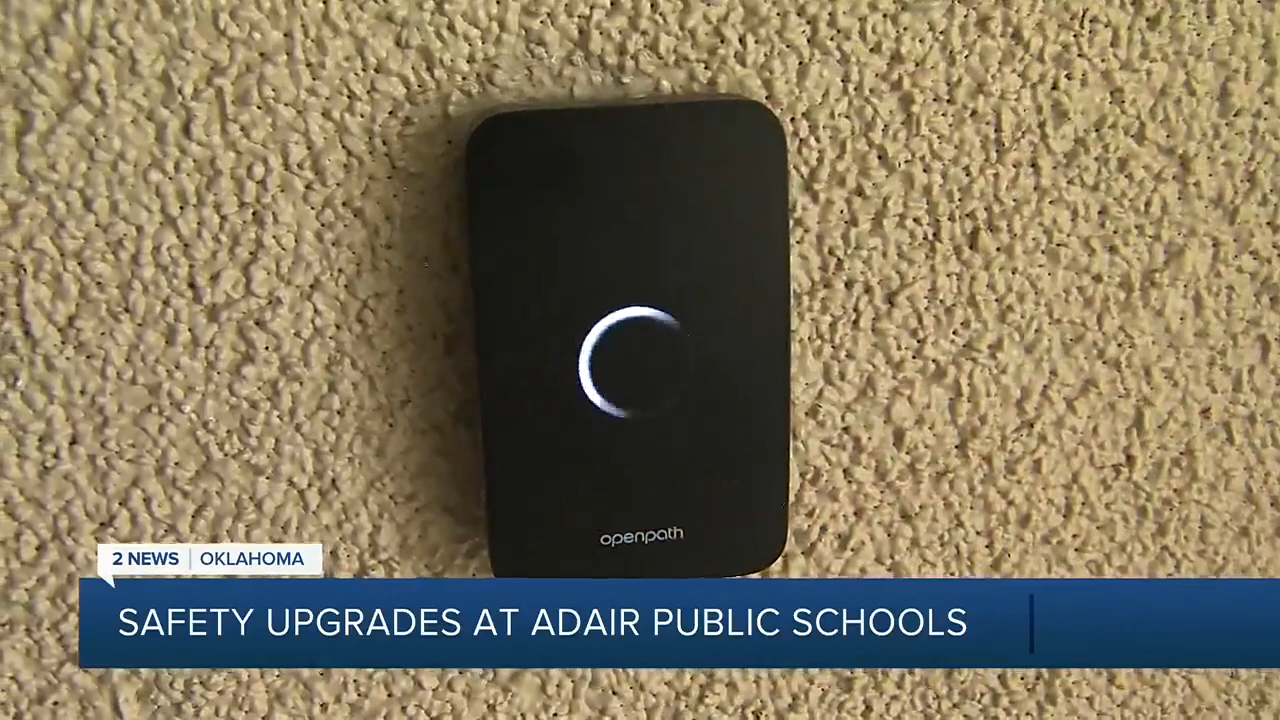 openpath
2 NEWS | OKLAHOMA
SAFETY UPGRADES AT ADAIR PUBLIC SCHOOLS